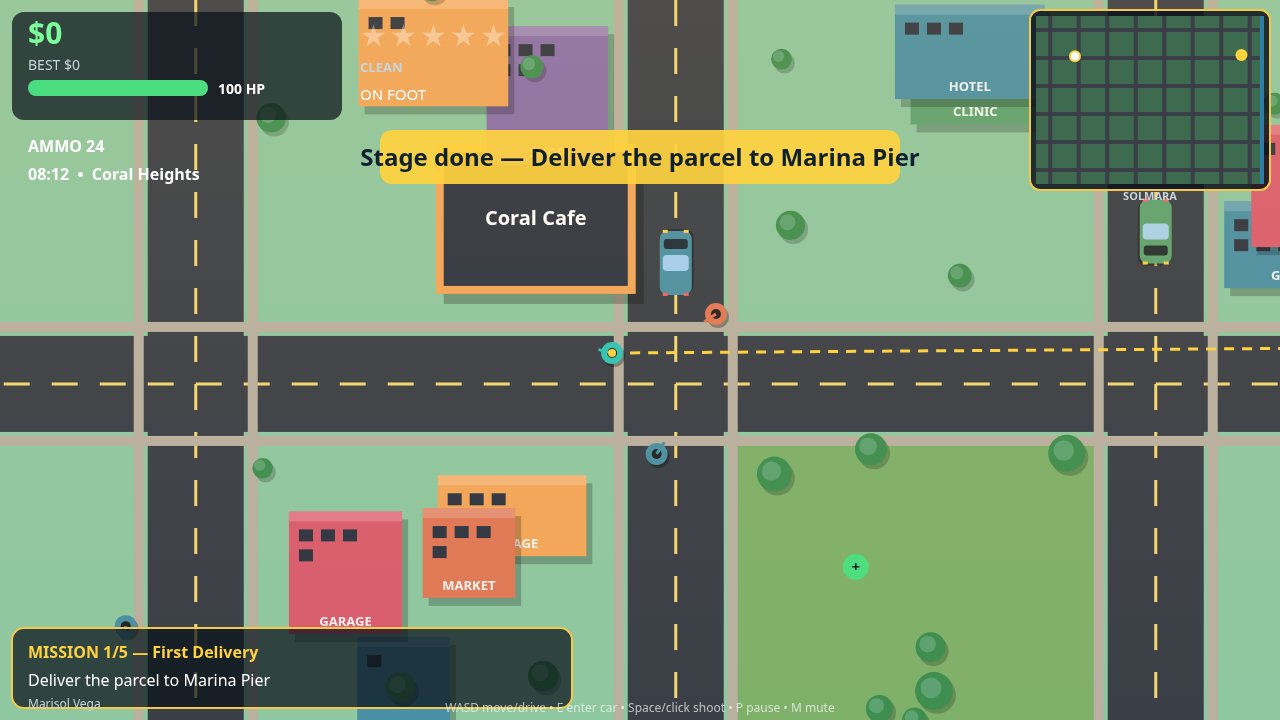 $0
BEST $0
100 HP
AMMO 24
08:12 • Coral Heights
★★★★★
CLEAN
ON FOOT
Stage done — Deliver the parcel to Marina Pier
Coral Cafe
HOTEL
CLINIC
SOLMARA
G
AGE
MARKET
GARAGE
+
MISSION 1/5 — First Delivery
Deliver the parcel to Marina Pier
Marisol Vega
WASD move/drive • E enter car • Space/click shoot • P pause • M mute